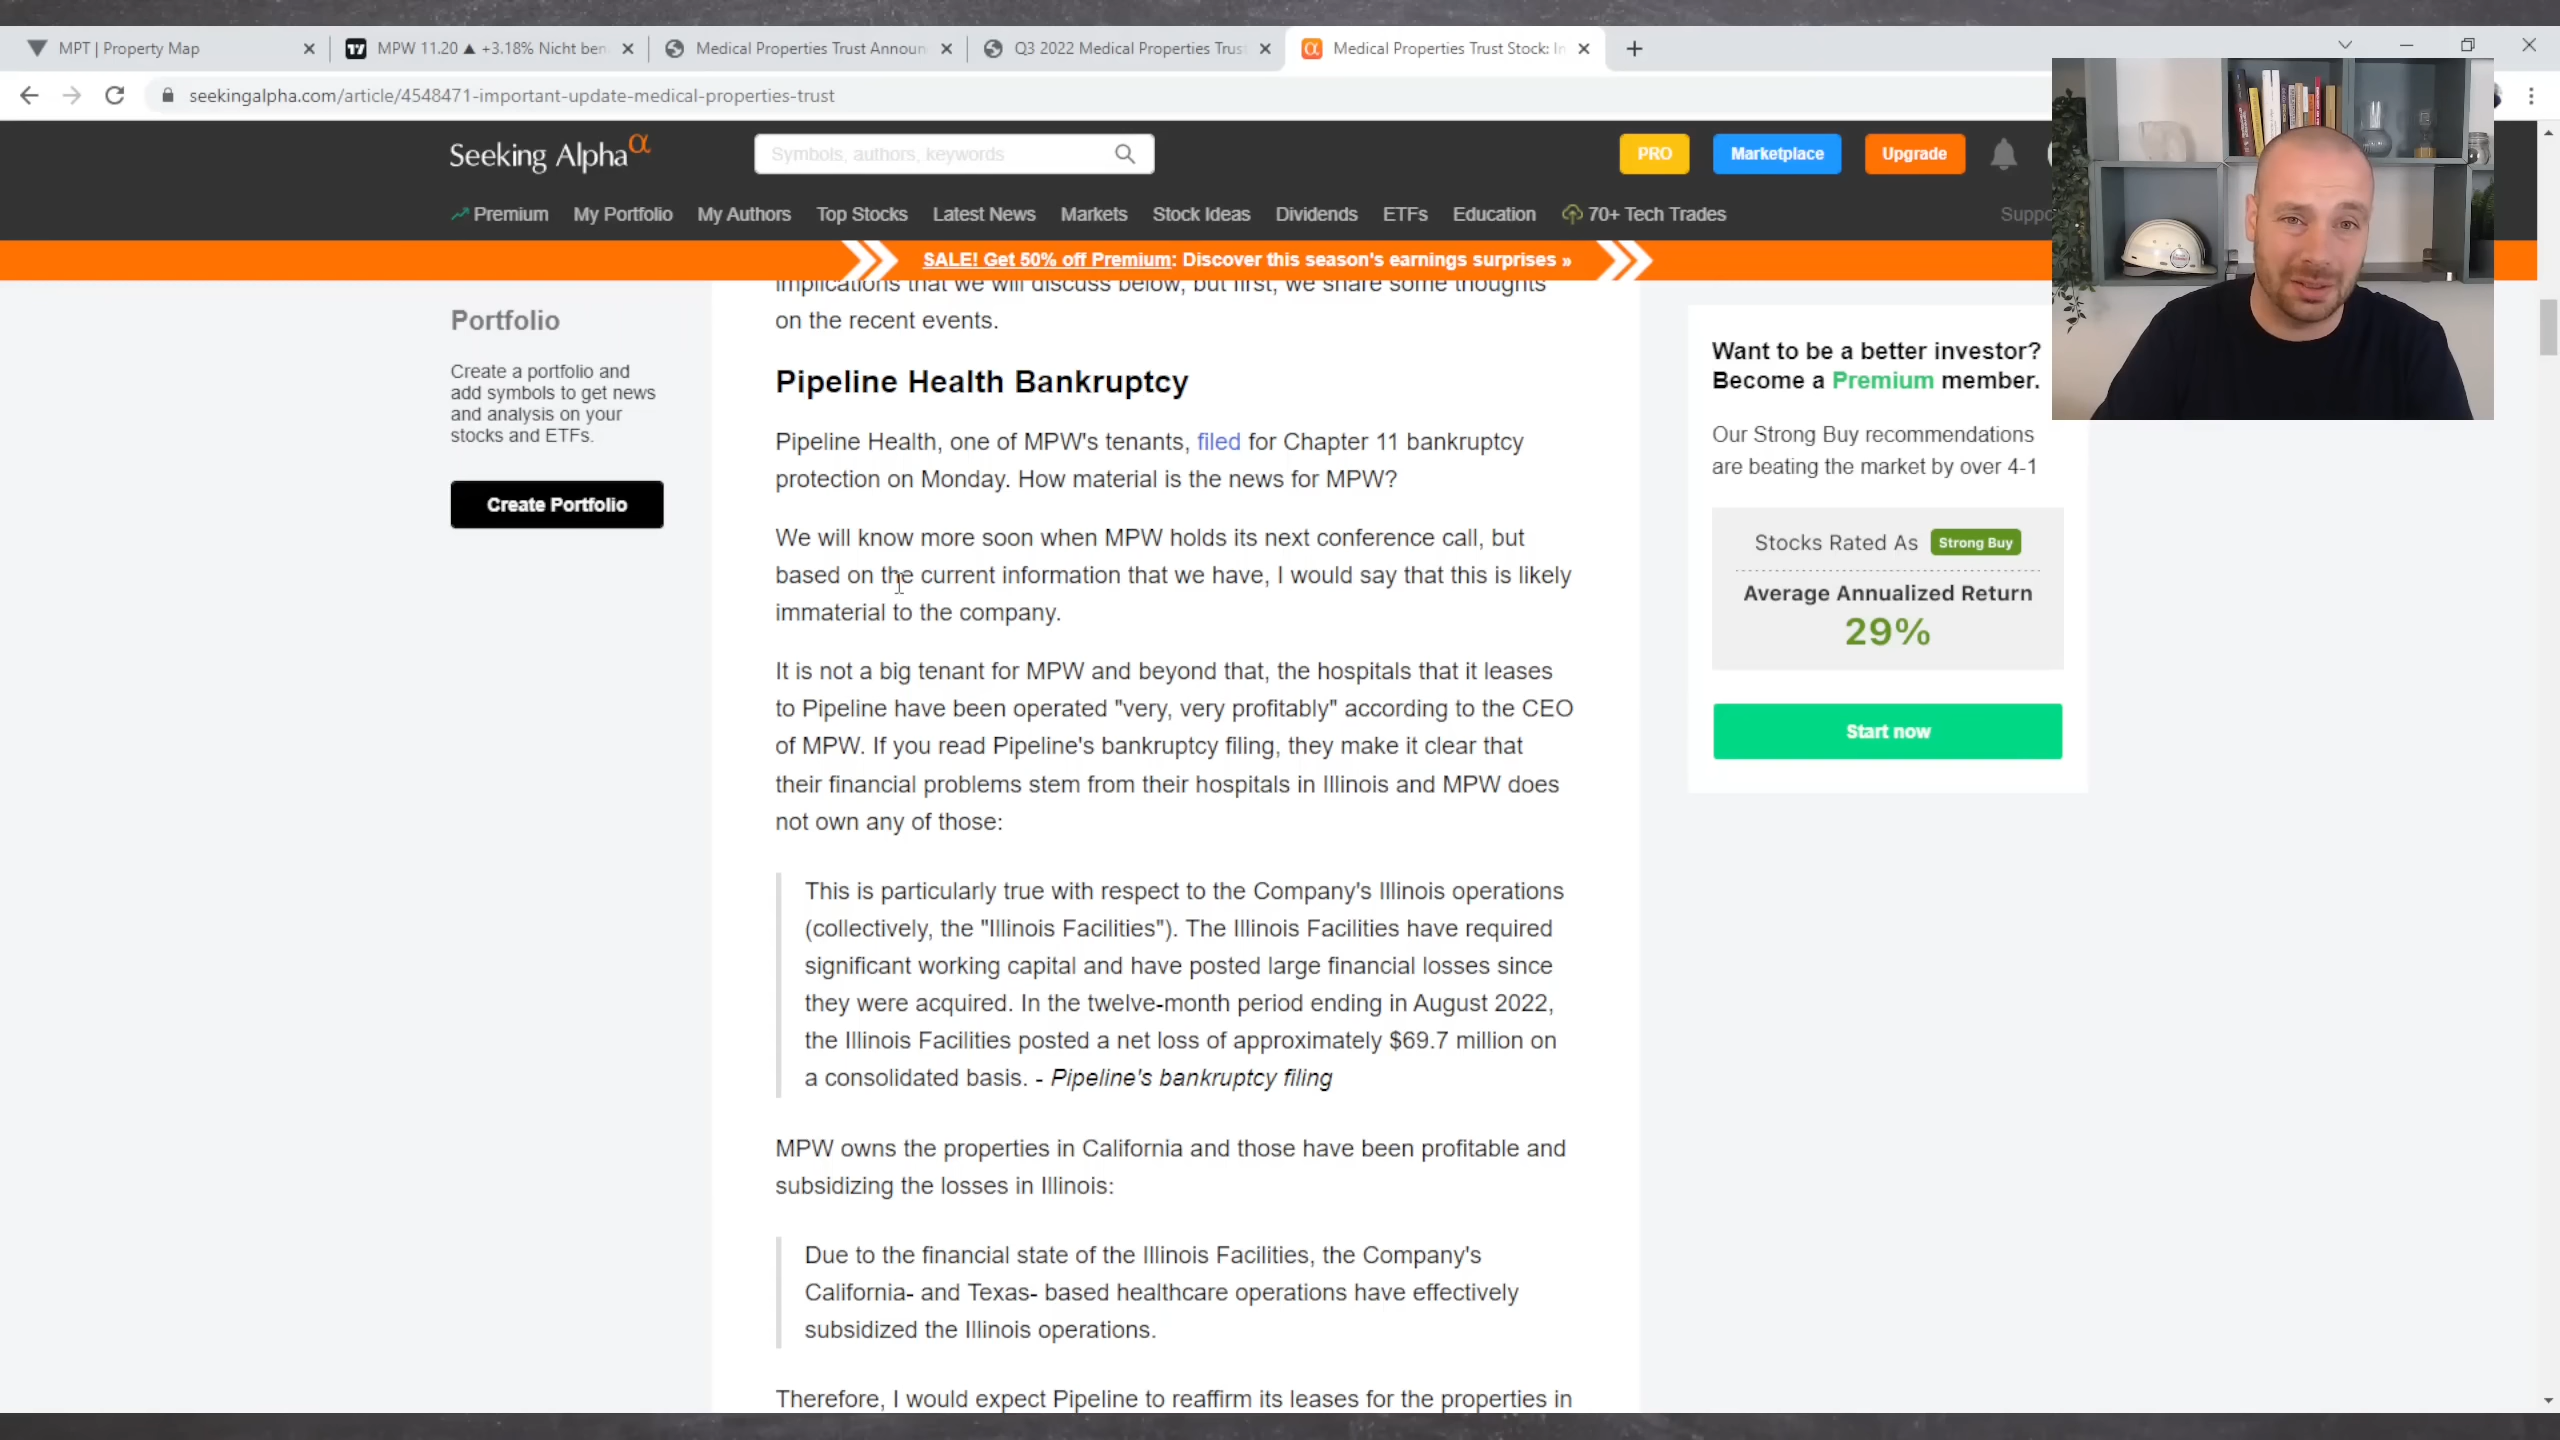 MPT | Property Map
MPW 11.20 ▲ +3.18% Nicht ben
Medical Properties Trust Announ
Q3 2022 Medical Properties Trus
Medical Properties Trust Stock: In
seekingalpha.com/article/4548471-important-update-medical-properties-trust
Seeking Alpha α
Symbols, authors, keywords
PRO
Marketplace
Upgrade
Premium My Portfolio My Authors Top Stocks Latest News Markets Stock Ideas Dividends ETFs Education 70+ Tech Trades
Suppo
SALE! Get 50% off Premium: Discover this season's earnings surprises »
Portfolio
Create a portfolio and
add symbols to get news
and analysis on your
stocks and ETFs.
Create Portfolio
implications that we will discuss below, but first, we share some thoughts
on the recent events.
Pipeline Health Bankruptcy
Pipeline Health, one of MPW's tenants, filed for Chapter 11 bankruptcy
protection on Monday. How material is the news for MPW?
We will know more soon when MPW holds its next conference call, but
based on the current information that we have, I would say that this is likely
immaterial to the company.
It is not a big tenant for MPW and beyond that, the hospitals that it leases
to Pipeline have been operated "very, very profitably" according to the CEO
of MPW. If you read Pipeline's bankruptcy filing, they make it clear that
their financial problems stem from their hospitals in Illinois and MPW does
not own any of those:
This is particularly true with respect to the Company's Illinois operations
(collectively, the "Illinois Facilities"). The Illinois Facilities have required
significant working capital and have posted large financial losses since
they were acquired. In the twelve-month period ending in August 2022,
the Illinois Facilities posted a net loss of approximately $69.7 million on
a consolidated basis. - Pipeline's bankruptcy filing
MPW owns the properties in California and those have been profitable and
subsidizing the losses in Illinois:
Due to the financial state of the Illinois Facilities, the Company's
California- and Texas- based healthcare operations have effectively
subsidized the Illinois operations.
Therefore, I would expect Pipeline to reaffirm its leases for the properties in
Want to be a better investor?
Become a Premium member.
Our Strong Buy recommendations
are beating the market by over 4-1
Stocks Rated As Strong Buy
Average Annualized Return
29%
Start now